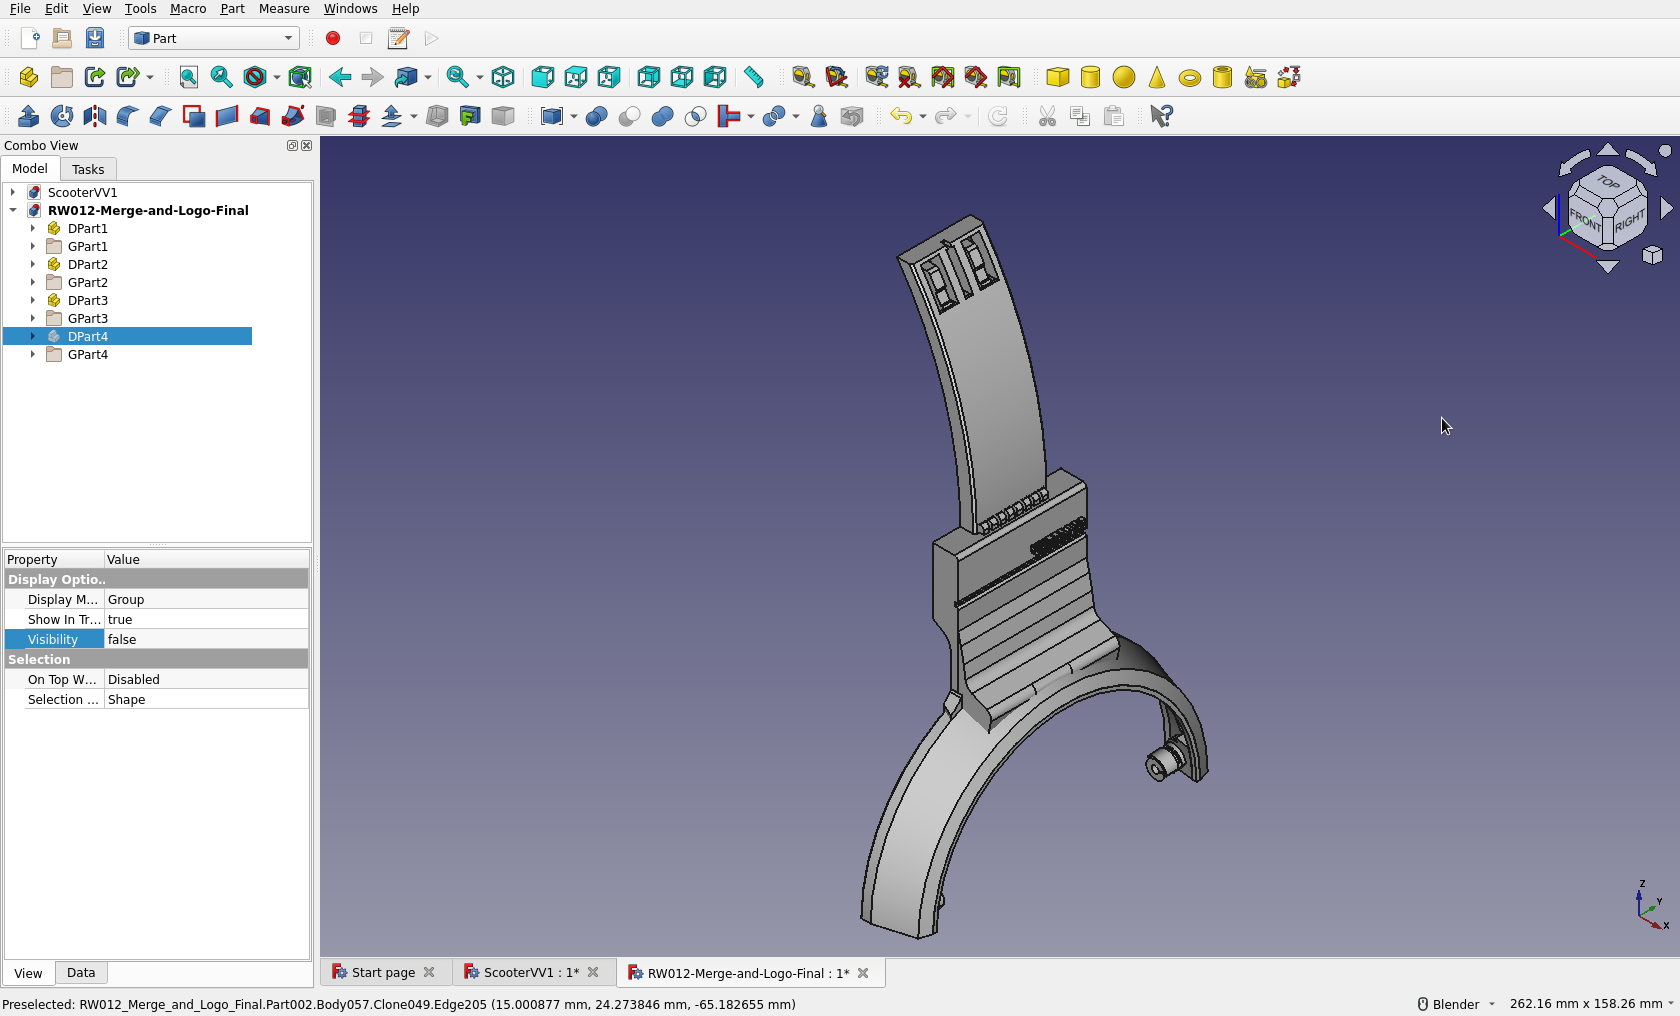 File Edit View Tools Macro Part Measure Windows Help
Part
Combo View
Model Tasks
ScooterVV1
RW012-Merge-and-Logo-Final
DPart1
GPart1
DPart2
GPart2
DPart3
GPart3
DPart4
GPart4
TOP
FRONT RIGHT
Property Value
Display Optio..
Display M... Group
Show In Tr... true
Visibility false
Selection
On Top W... Disabled
Selection ... Shape
Z
Y
X
View Data
Start page ScooterVV1 : 1* RW012-Merge-and-Logo-Final : 1*
Preselected: RW012_Merge_and_Logo_Final.Part002.Body057.Clone049.Edge205 (15.000877 mm, 24.273846 mm, -65.182655 mm) Blender 262.16 mm x 158.26 mm